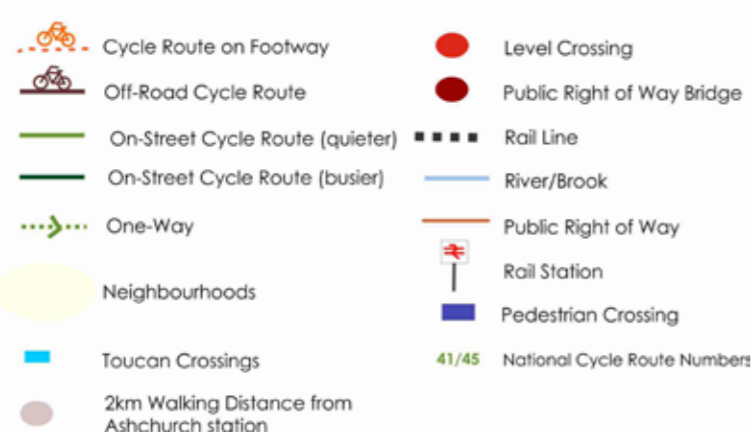 Cycle Route on Footway
Off-Road Cycle Route
On-Street Cycle Route (quieter)
On-Street Cycle Route (busier)
One-Way
Neighbourhoods
Toucan Crossings
2km Walking Distance from
Ashchurch station
Level Crossing
Public Right of Way Bridge
Rail Line
River/Brook
Public Right of Way
Rail Station
Pedestrian Crossing
41/45 National Cycle Route Numbers